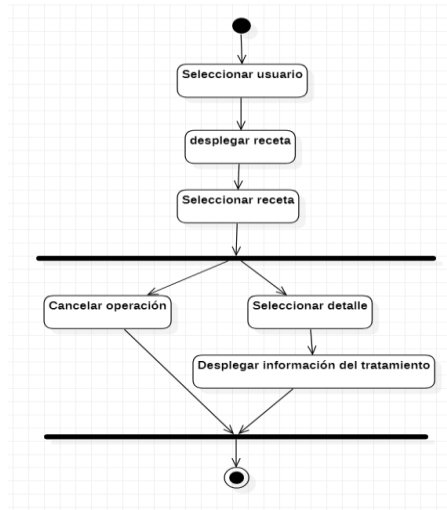 Seleccionar usuario
desplegar receta
Seleccionar receta
Cancelar operación
Seleccionar detalle
Desplegar información del tratamiento